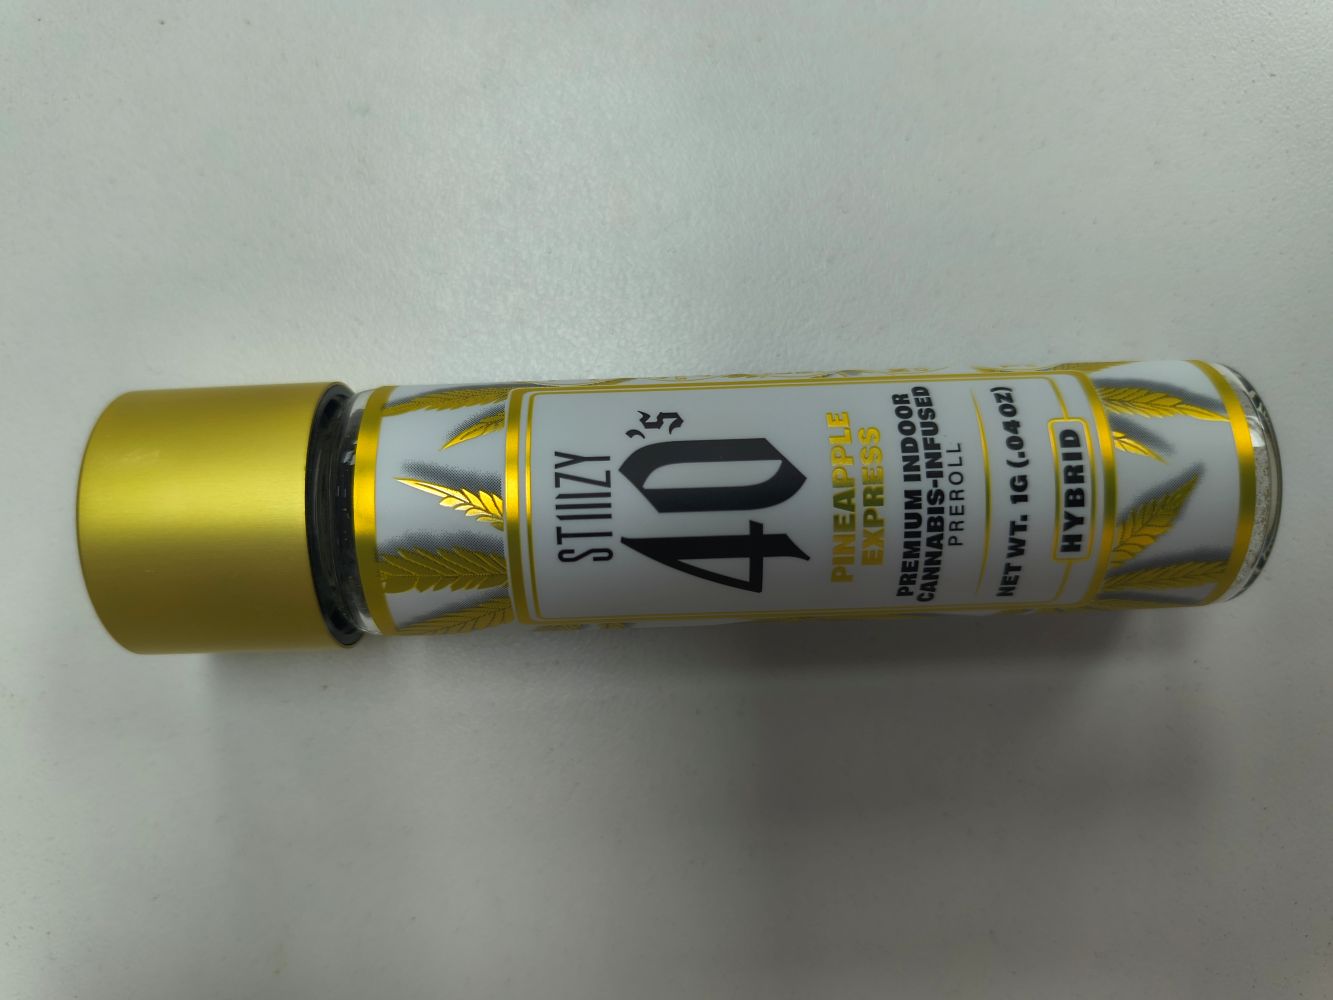 STIIIZY
40's
PINEAPPLE
EXPRESS
PREMIUM INDOOR
CANNABIS-INFUSED
PREROLL
NET WT. 1G (.04OZ)
HYBRID